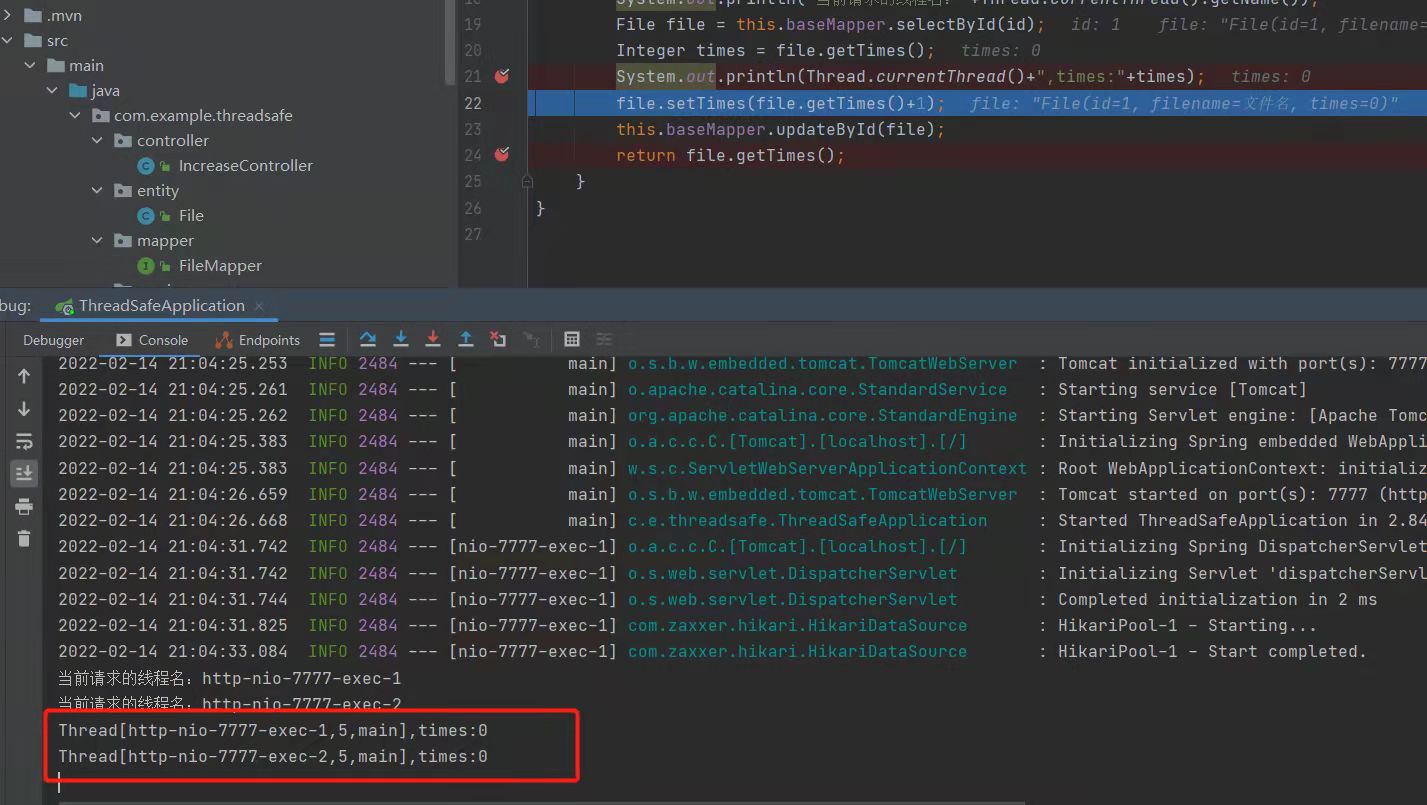 .mvn
src
main
java
com.example.threadsafe
controller
IncreaseController
entity
File
mapper
FileMapper
System.out.println("当前请求的线程名: "+Thread.currentThread().getName());
19 File file = this.baseMapper.selectById(id); id: 1 file: "File(id=1, filename=
20 Integer times = file.getTimes(); times: 0
21 System.out.println(Thread.currentThread()+",times:"+times); times: 0
22 file.setTimes(file.getTimes()+1); file: "File(id=1, filename=文件名, times=0)"
23 this.baseMapper.updateById(file);
24 return file.getTimes();
25 }
26 }
27
bug: ThreadSafeApplication
Debugger Console Endpoints
2022-02-14 21:04:25.253 INFO 2484 --- [ main] o.s.b.w.embedded.tomcat.TomcatWebServer : Tomcat initialized with port(s): 7777
2022-02-14 21:04:25.261 INFO 2484 --- [ main] o.apache.catalina.core.StandardService : Starting service [Tomcat]
2022-02-14 21:04:25.262 INFO 2484 --- [ main] org.apache.catalina.core.StandardEngine : Starting Servlet engine: [Apache Tomc
2022-02-14 21:04:25.383 INFO 2484 --- [ main] o.a.c.c.C.[Tomcat].[localhost].[/] : Initializing Spring embedded WebAppli
2022-02-14 21:04:25.383 INFO 2484 --- [ main] w.s.c.ServletWebServerApplicationContext : Root WebApplicationContext: initializ
2022-02-14 21:04:26.659 INFO 2484 --- [ main] o.s.b.w.embedded.tomcat.TomcatWebServer : Tomcat started on port(s): 7777 (http
2022-02-14 21:04:26.668 INFO 2484 --- [ main] c.e.threadsafe.ThreadSafeApplication : Started ThreadSafeApplication in 2.84
2022-02-14 21:04:31.742 INFO 2484 --- [nio-7777-exec-1] o.a.c.c.C.[Tomcat].[localhost].[/] : Initializing Spring DispatcherServlet
2022-02-14 21:04:31.742 INFO 2484 --- [nio-7777-exec-1] o.s.web.servlet.DispatcherServlet : Initializing Servlet 'dispatcherServl
2022-02-14 21:04:31.744 INFO 2484 --- [nio-7777-exec-1] o.s.web.servlet.DispatcherServlet : Completed initialization in 2 ms
2022-02-14 21:04:31.825 INFO 2484 --- [nio-7777-exec-1] com.zaxxer.hikari.HikariDataSource : HikariPool-1 - Starting...
2022-02-14 21:04:33.084 INFO 2484 --- [nio-7777-exec-1] com.zaxxer.hikari.HikariDataSource : HikariPool-1 - Start completed.
当前请求的线程名: http-nio-7777-exec-1
当前请求的线程名: http-nio-7777-exec-2
Thread[http-nio-7777-exec-1,5,main],times:0
Thread[http-nio-7777-exec-2,5,main],times:0